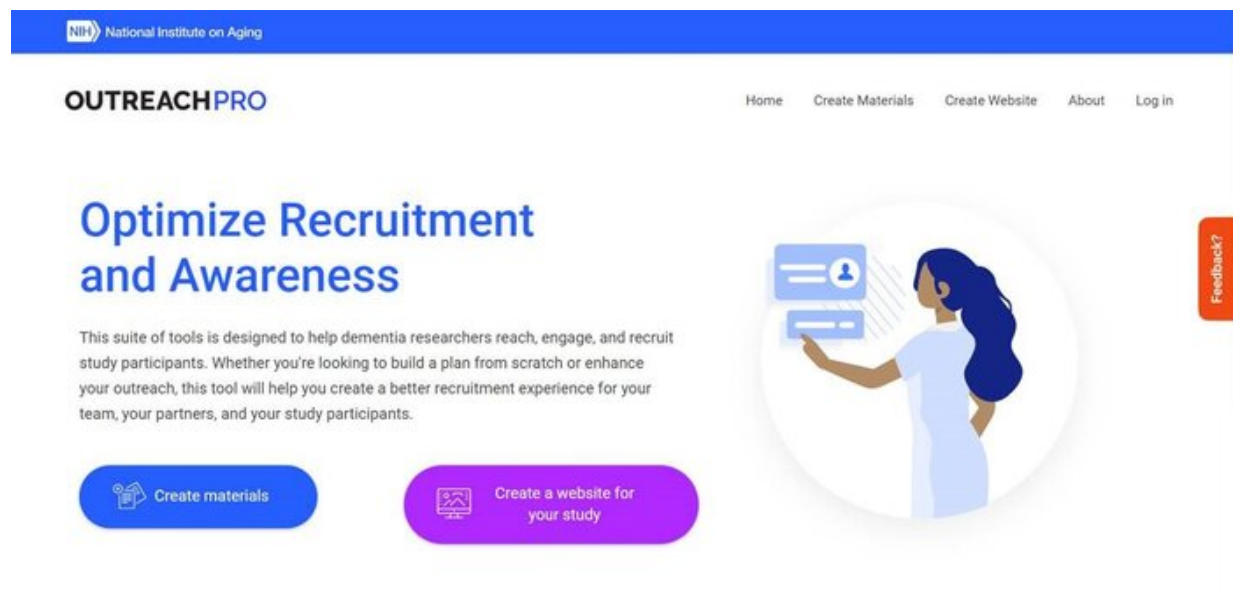 NIH National Institute on Aging
OUTREACHPRO
Home Create Materials Create Website About Log in
Optimize Recruitment
and Awareness
This suite of tools is designed to help dementia researchers reach, engage, and recruit
study participants. Whether you're looking to build a plan from scratch or enhance
your outreach, this tool will help you create a better recruitment experience for your
team, your partners, and your study participants.
Create materials
Create a website for
your study
Feedback?